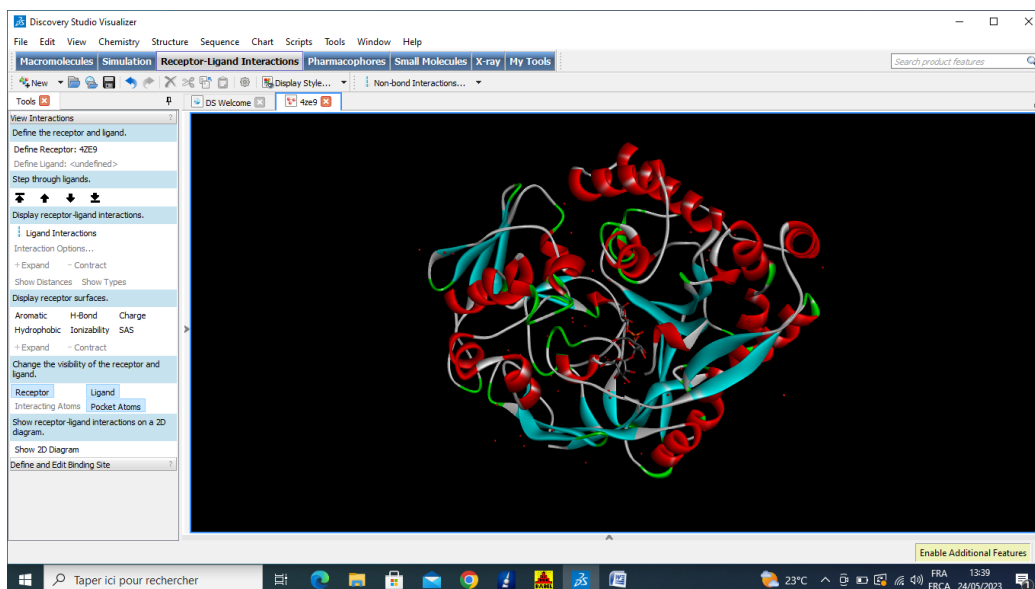 Discovery Studio Visualizer
File Edit View Chemistry Structure Sequence Chart Scripts Tools Window Help
Macromolecules Simulation Receptor-Ligand Interactions Pharmacophores Small Molecules X-ray My Tools
Search product features
New Display Style... Non-bond Interactions...
Tools DS Welcome 4ze9
View Interactions ?
Define the receptor and ligand.
Define Receptor: 4ZE9
Define Ligand: <undefined>
Step through ligands.
Display receptor-ligand interactions.
Ligand Interactions
Interaction Options...
+ Expand - Contract
Show Distances Show Types
Display receptor surfaces.
Aromatic H-Bond Charge
Hydrophobic Ionizability SAS
+ Expand - Contract
Change the visibility of the receptor and
ligand.
Receptor Ligand
Interacting Atoms Pocket Atoms
Show receptor-ligand interactions on a 2D
diagram.
Show 2D Diagram
Define and Edit Binding Site ?
Enable Additional Features
Taper ici pour rechercher
23°C
FRA 13:39
FRCA 24/05/2023